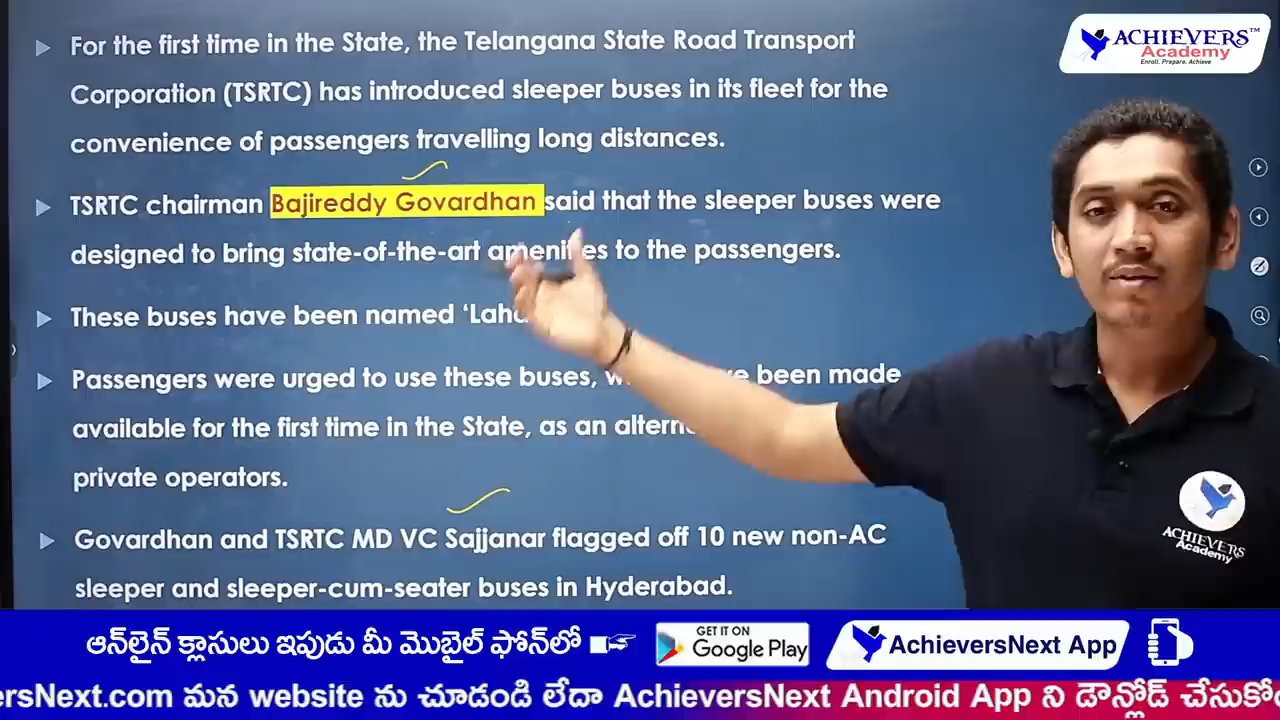 For the first time in the State, the Telangana State Road Transport
Corporation (TSRTC) has introduced sleeper buses in its fleet for the
convenience of passengers travelling long distances.
TSRTC chairman Bajireddy Govardhan said that the sleeper buses were
designed to bring state-of-the-art amenities to the passengers.
These buses have been named ‘Laha
Passengers were urged to use these buses, been made
available for the first time in the State, as an
private operators.
Govardhan and TSRTC MD VC Sajjanar flagged off 10 new non-AC
sleeper and sleeper-cum-seater buses in Hyderabad.
ACHIEVERS™
Academy
Enroll. Prepare. Achieve
ACHIEVERS
Academy
ఆన్‌లైన్ క్లాసులు ఇపుడు మీ మొబైల్ ఫోన్‌లో
GET IT ON
Google Play
AchieversNext App
ersNext.com మన website ను చూడండి లేదా AchieversNext Android App ని డౌన్లోడ్ చేసుకో